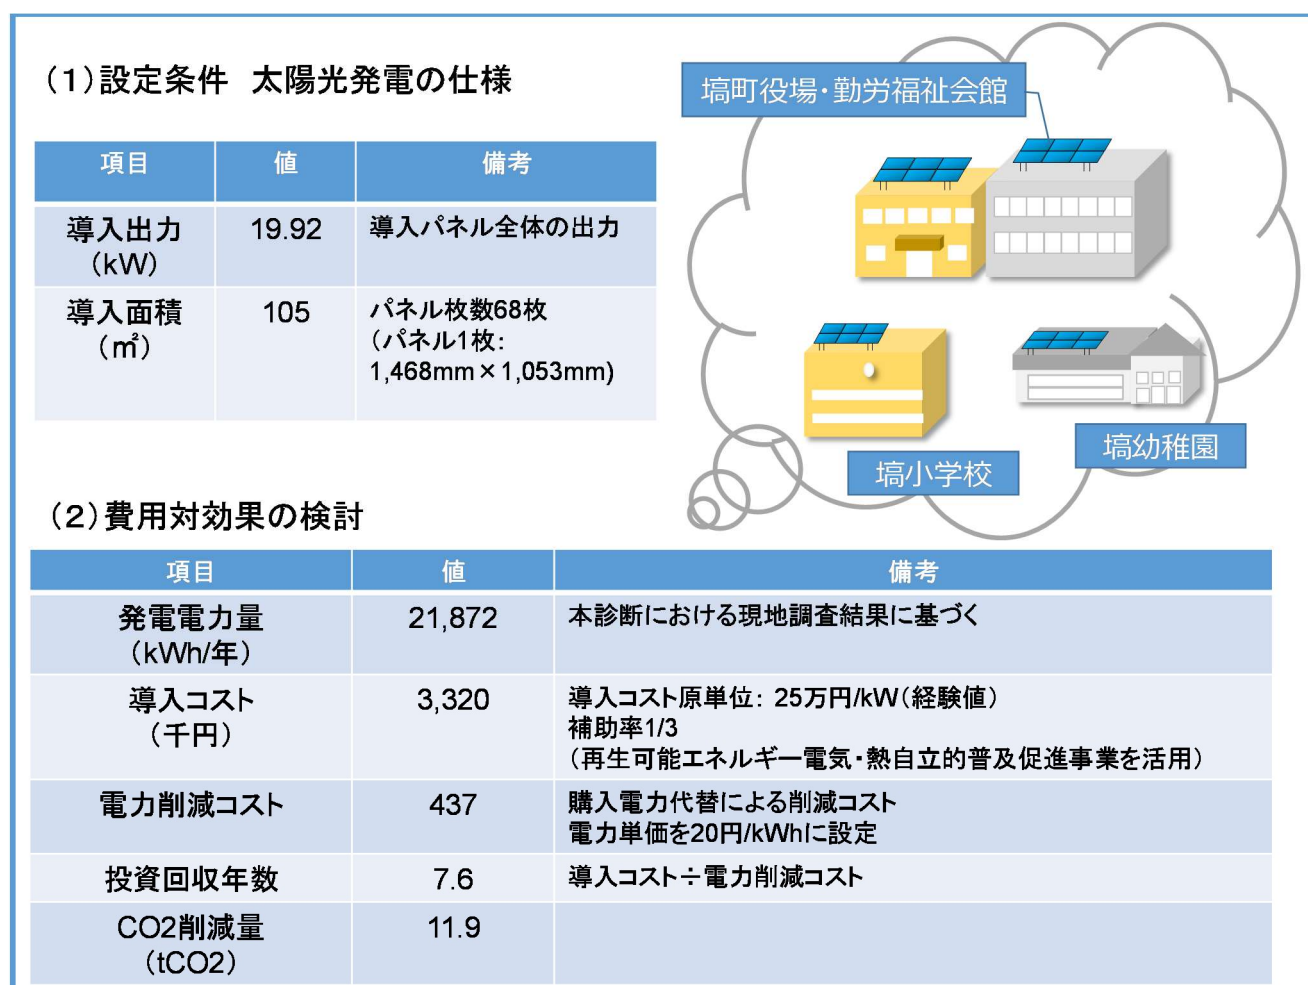 (1)設定条件 太陽光発電の仕様
塙町役場・勤労福祉会館
項目 値 備考
導入出力 19.92 導入パネル全体の出力
(kW)
導入面積 105 パネル枚数68枚
(㎡) (パネル1枚:
1,468mm×1,053mm)
塙幼稚園
塙小学校
(2)費用対効果の検討
項目 値 備考
発電電力量 21,872 本診断における現地調査結果に基づく
(kWh/年)
導入コスト 3,320 導入コスト原単位: 25万円/kW(経験値)
(千円) 補助率1/3
(再生可能エネルギー電気・熱自立的普及促進事業を活用)
電力削減コスト 437 購入電力代替による削減コスト
電力単価を20円/kWhに設定
投資回収年数 7.6 導入コスト÷電力削減コスト
CO2削減量 11.9
(tCO2)